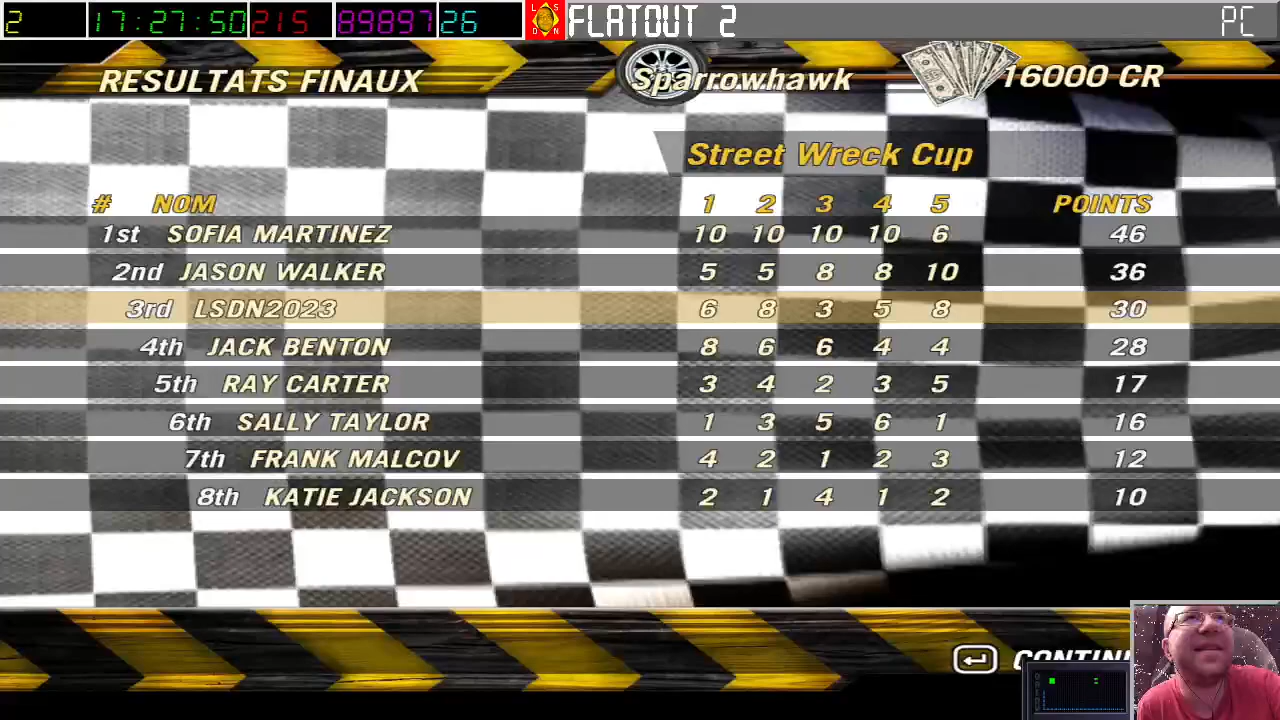 2 17:27:50 215 89897 26 LSDN FLATOUT 2 PC
RESULTATS FINAUX Sparrowhawk 16000 CR
Street Wreck Cup
# NOM 1 2 3 4 5 POINTS
1st SOFIA MARTINEZ 10 10 10 10 6 46
2nd JASON WALKER 5 5 8 8 10 36
3rd LSDN2023 6 8 3 5 8 30
4th JACK BENTON 8 6 6 4 4 28
5th RAY CARTER 3 4 2 3 5 17
6th SALLY TAYLOR 1 3 5 6 1 16
7th FRANK MALCOV 4 2 1 2 3 12
8th KATIE JACKSON 2 1 4 1 2 10
CONTIN